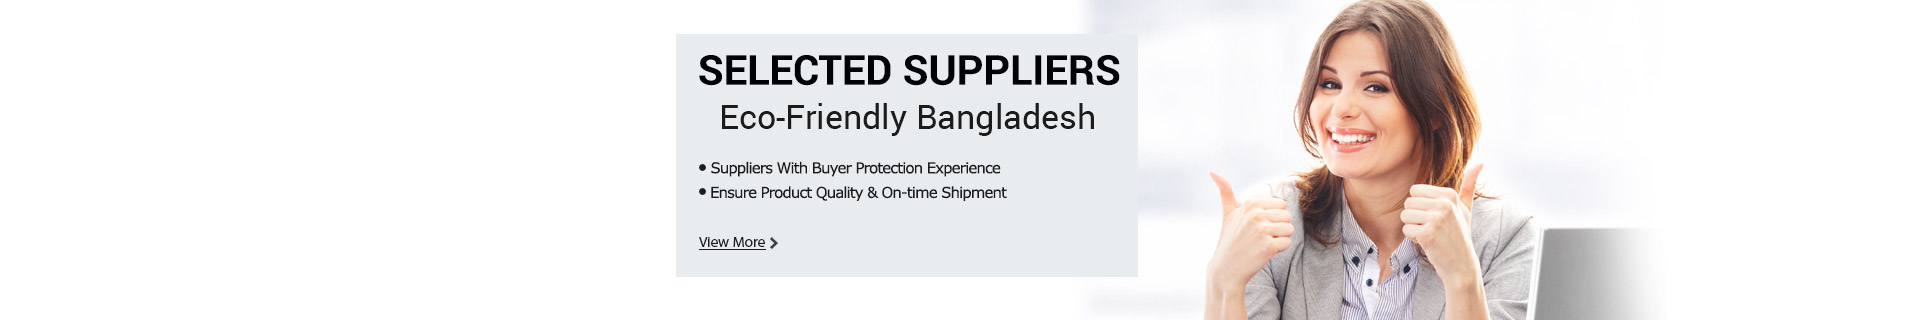 SELECTED SUPPLIERS
Eco-Friendly Bangladesh
• Suppliers With Buyer Protection Experience
• Ensure Product Quality & On-time Shipment
View More >